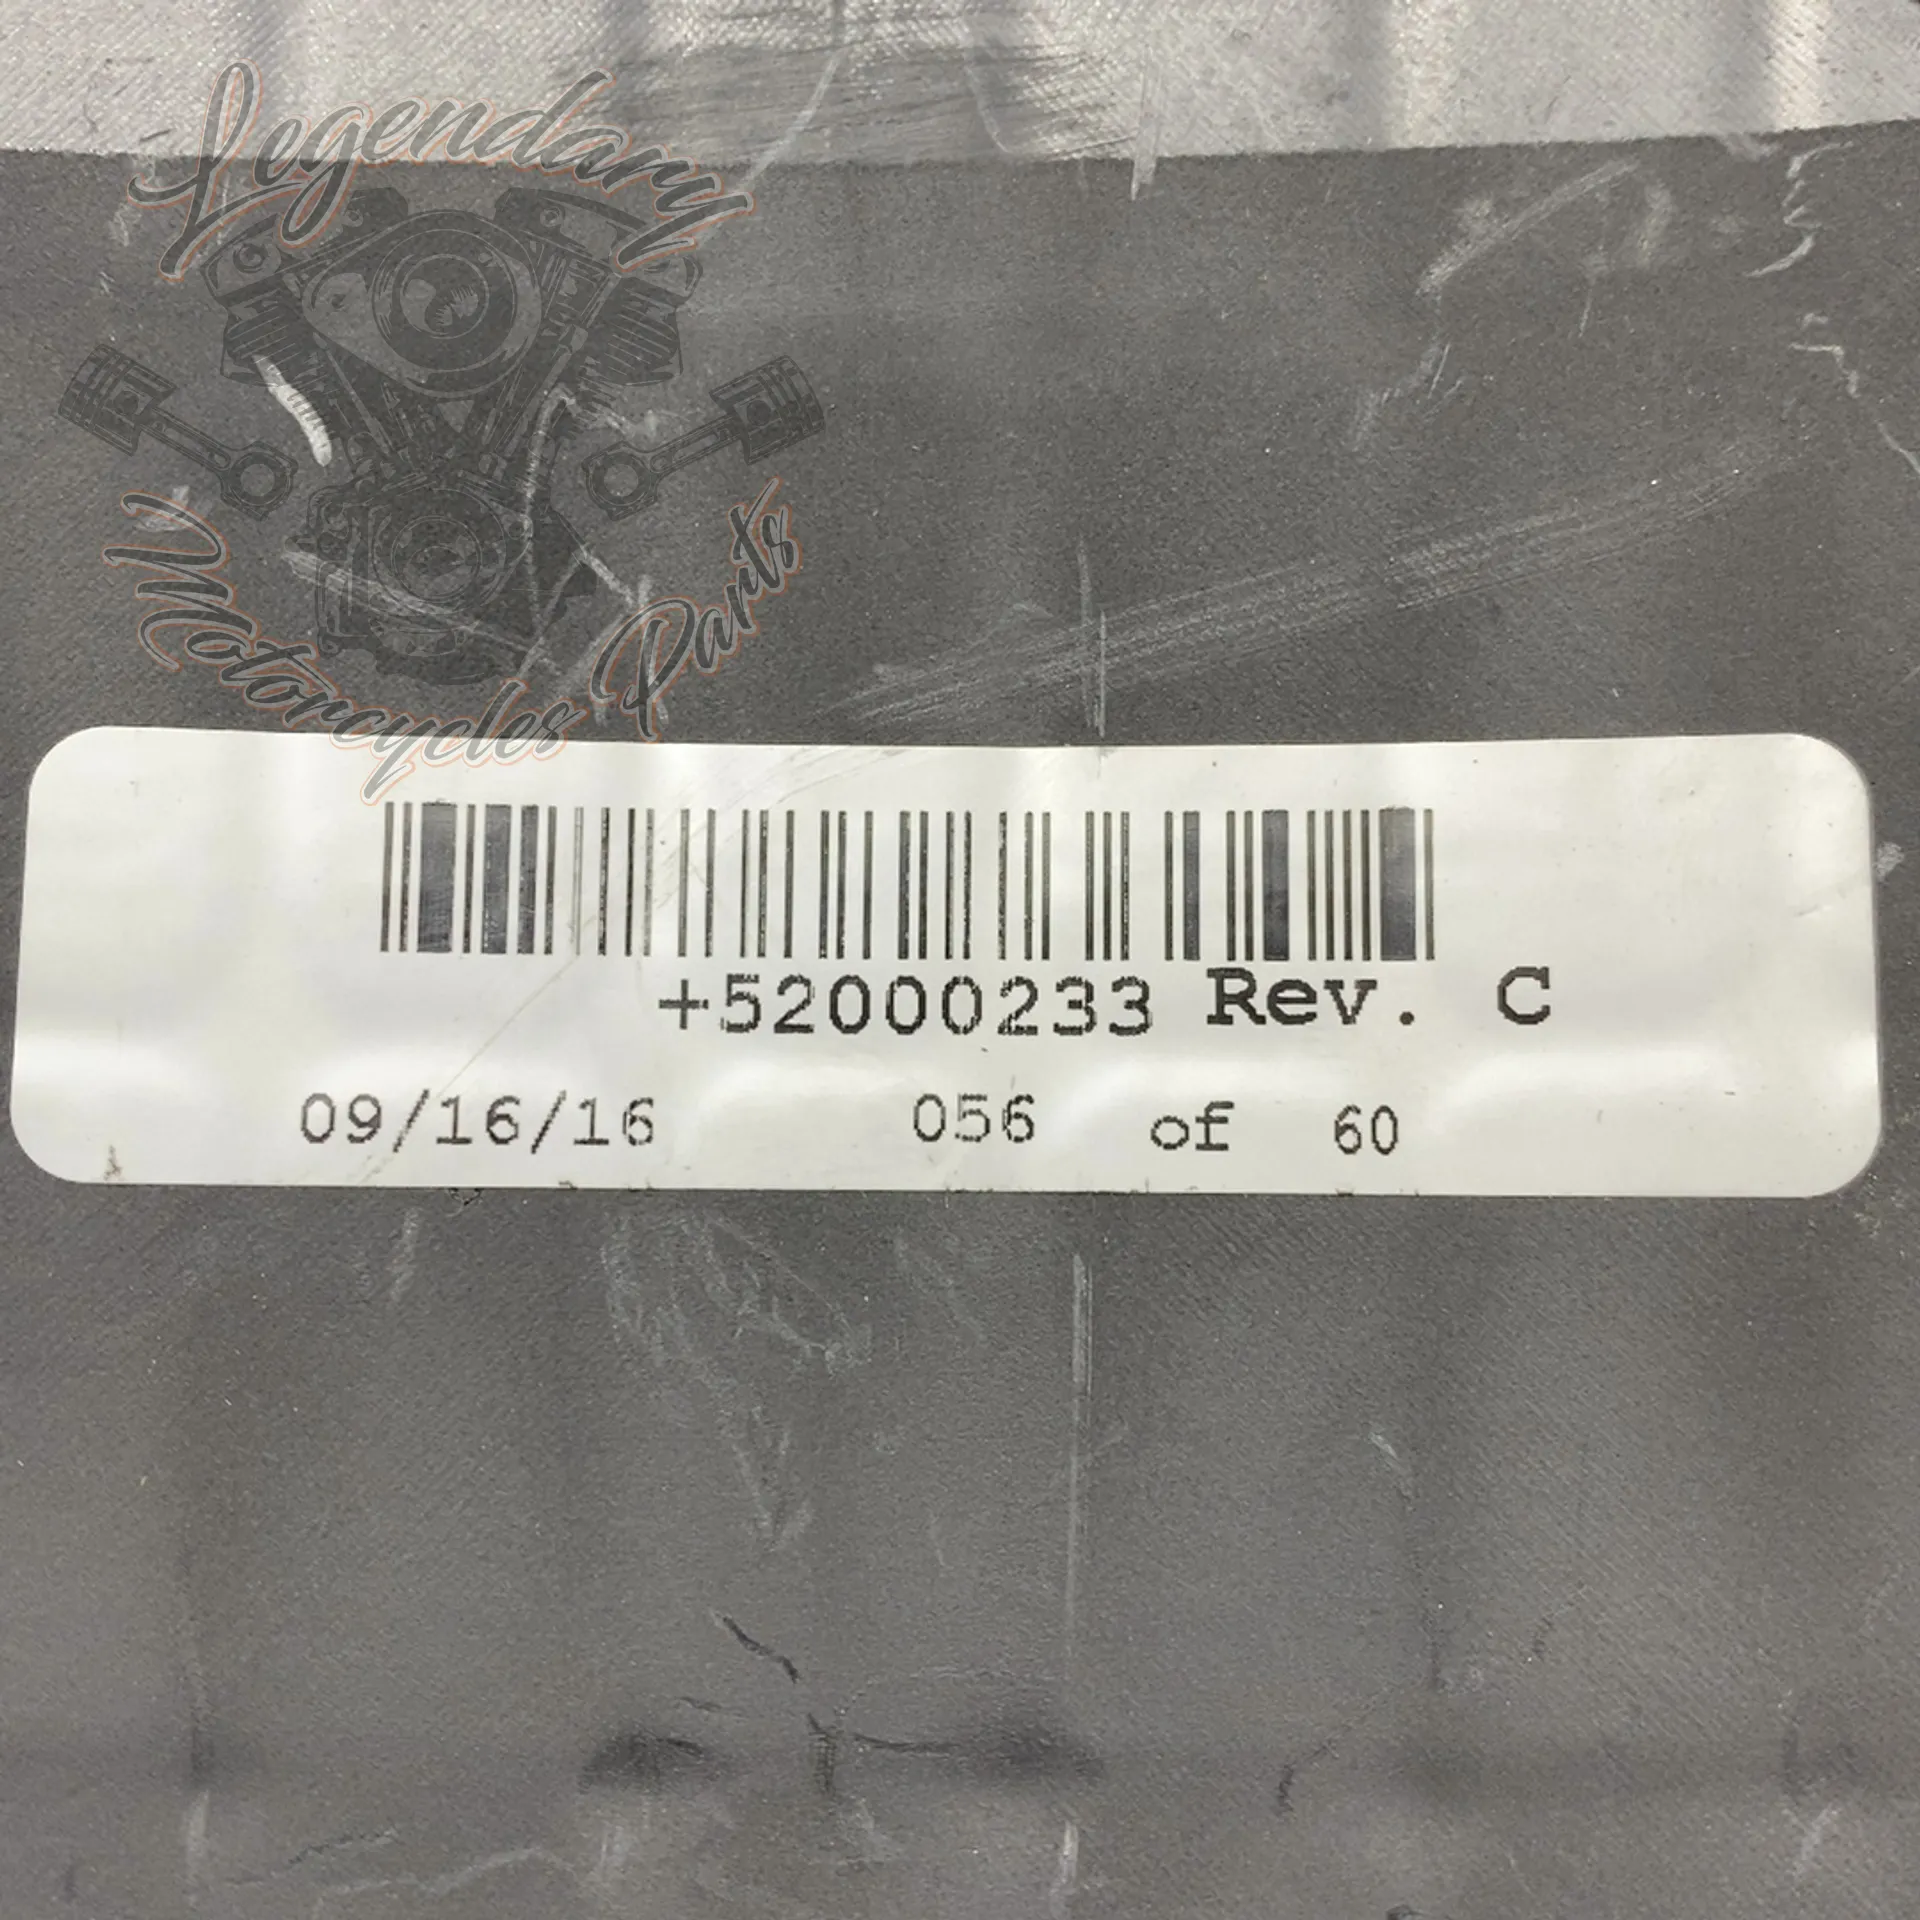 Legendary
Motorcycles Parts
+52000233 Rev. C
09/16/16 056 of 60